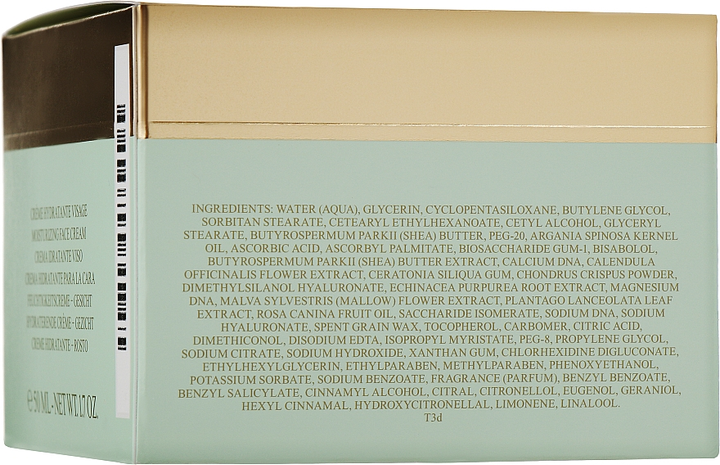 CRÈME HYDRATANTE VISAGE
MOISTURIZING FACE CREAM
CREMA IDRATANTE VISO
CREMA HIDRATANTE PARA LA CARA
FEUCHTIGKEITSCREME - GESICHT
HYDRATERENDE CRÈME - GEZICHT
CREME HIDRATANTE - ROSTO
℮ 50 ML - NET WT. 1.7 OZ.
INGREDIENTS: WATER (AQUA), GLYCERIN, CYCLOPENTASILOXANE, BUTYLENE GLYCOL,
SORBITAN STEARATE, CETEARYL ETHYLHEXANOATE, CETYL ALCOHOL, GLYCERYL
STEARATE, BUTYROSPERMUM PARKII (SHEA) BUTTER, PEG-20, ARGANIA SPINOSA KERNEL
OIL, ASCORBIC ACID, ASCORBYL PALMITATE, BIOSACCHARIDE GUM-1, BISABOLOL,
BUTYROSPERMUM PARKII (SHEA) BUTTER EXTRACT, CALCIUM DNA, CALENDULA
OFFICINALIS FLOWER EXTRACT, CERATONIA SILIQUA GUM, CHONDRUS CRISPUS POWDER,
DIMETHYLSILANOL HYALURONATE, ECHINACEA PURPUREA ROOT EXTRACT, MAGNESIUM
DNA, MALVA SYLVESTRIS (MALLOW) FLOWER EXTRACT, PLANTAGO LANCEOLATA LEAF
EXTRACT, ROSA CANINA FRUIT OIL, SACCHARIDE ISOMERATE, SODIUM DNA, SODIUM
HYALURONATE, SPENT GRAIN WAX, TOCOPHEROL, CARBOMER, CITRIC ACID,
DIMETHICONOL, DISODIUM EDTA, ISOPROPYL MYRISTATE, PEG-8, PROPYLENE GLYCOL,
SODIUM CITRATE, SODIUM HYDROXIDE, XANTHAN GUM, CHLORHEXIDINE DIGLUCONATE,
ETHYLHEXYLGLYCERIN, ETHYLPARABEN, METHYLPARABEN, PHENOXYETHANOL,
POTASSIUM SORBATE, SODIUM BENZOATE, FRAGRANCE (PARFUM), BENZYL BENZOATE,
BENZYL SALICYLATE, CINNAMYL ALCOHOL, CITRAL, CITRONELLOL, EUGENOL, GERANIOL,
HEXYL CINNAMAL, HYDROXYCITRONELLAL, LIMONENE, LINALOOL.
T3d